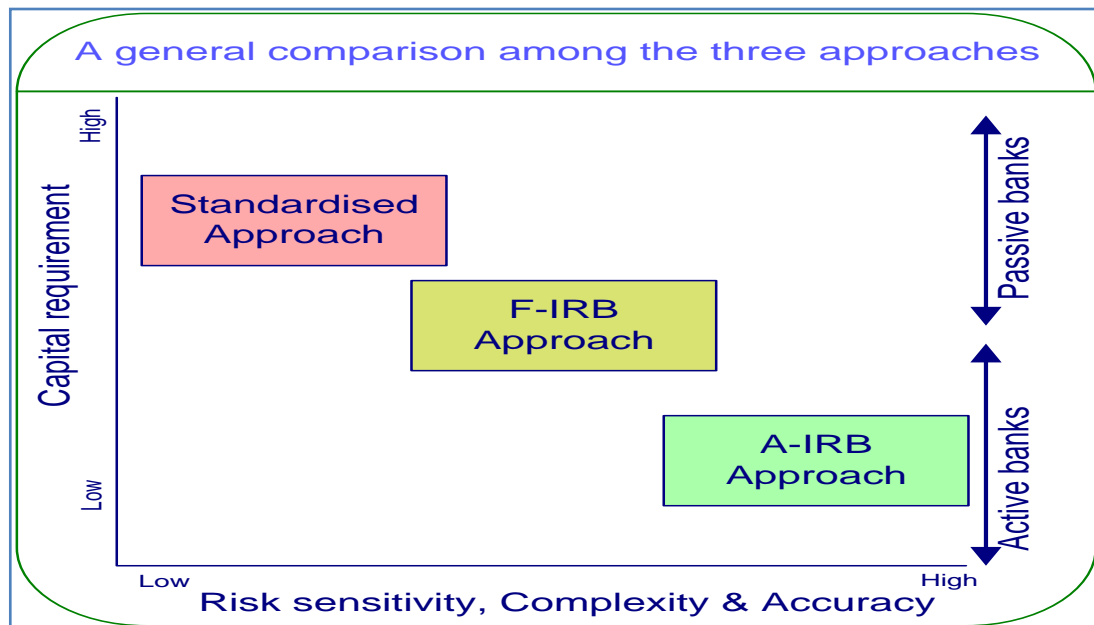 A general comparison among the three approaches
High
Capital requirement
Low
Standardised
Approach
F-IRB
Approach
A-IRB
Approach
Passive banks
Active banks
Low
High
Risk sensitivity, Complexity & Accuracy